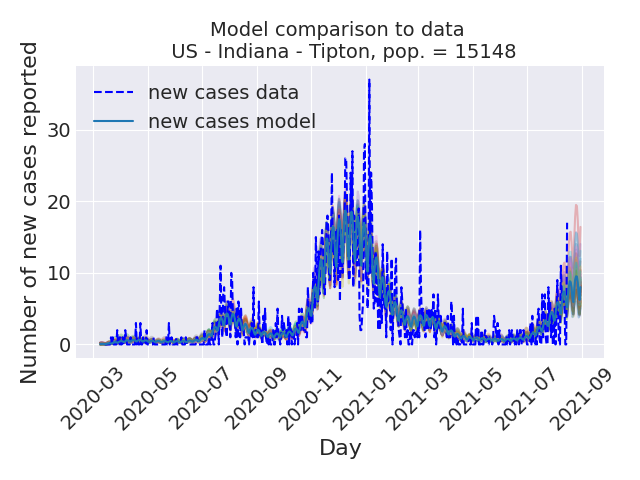 Model comparison to data
US - Indiana - Tipton, pop. = 15148
Number of new cases reported
new cases data
new cases model
30
20
10
0
2020-03
2020-05
2020-07
2020-09
2020-11
2021-01
2021-03
2021-05
2021-07
2021-09
Day